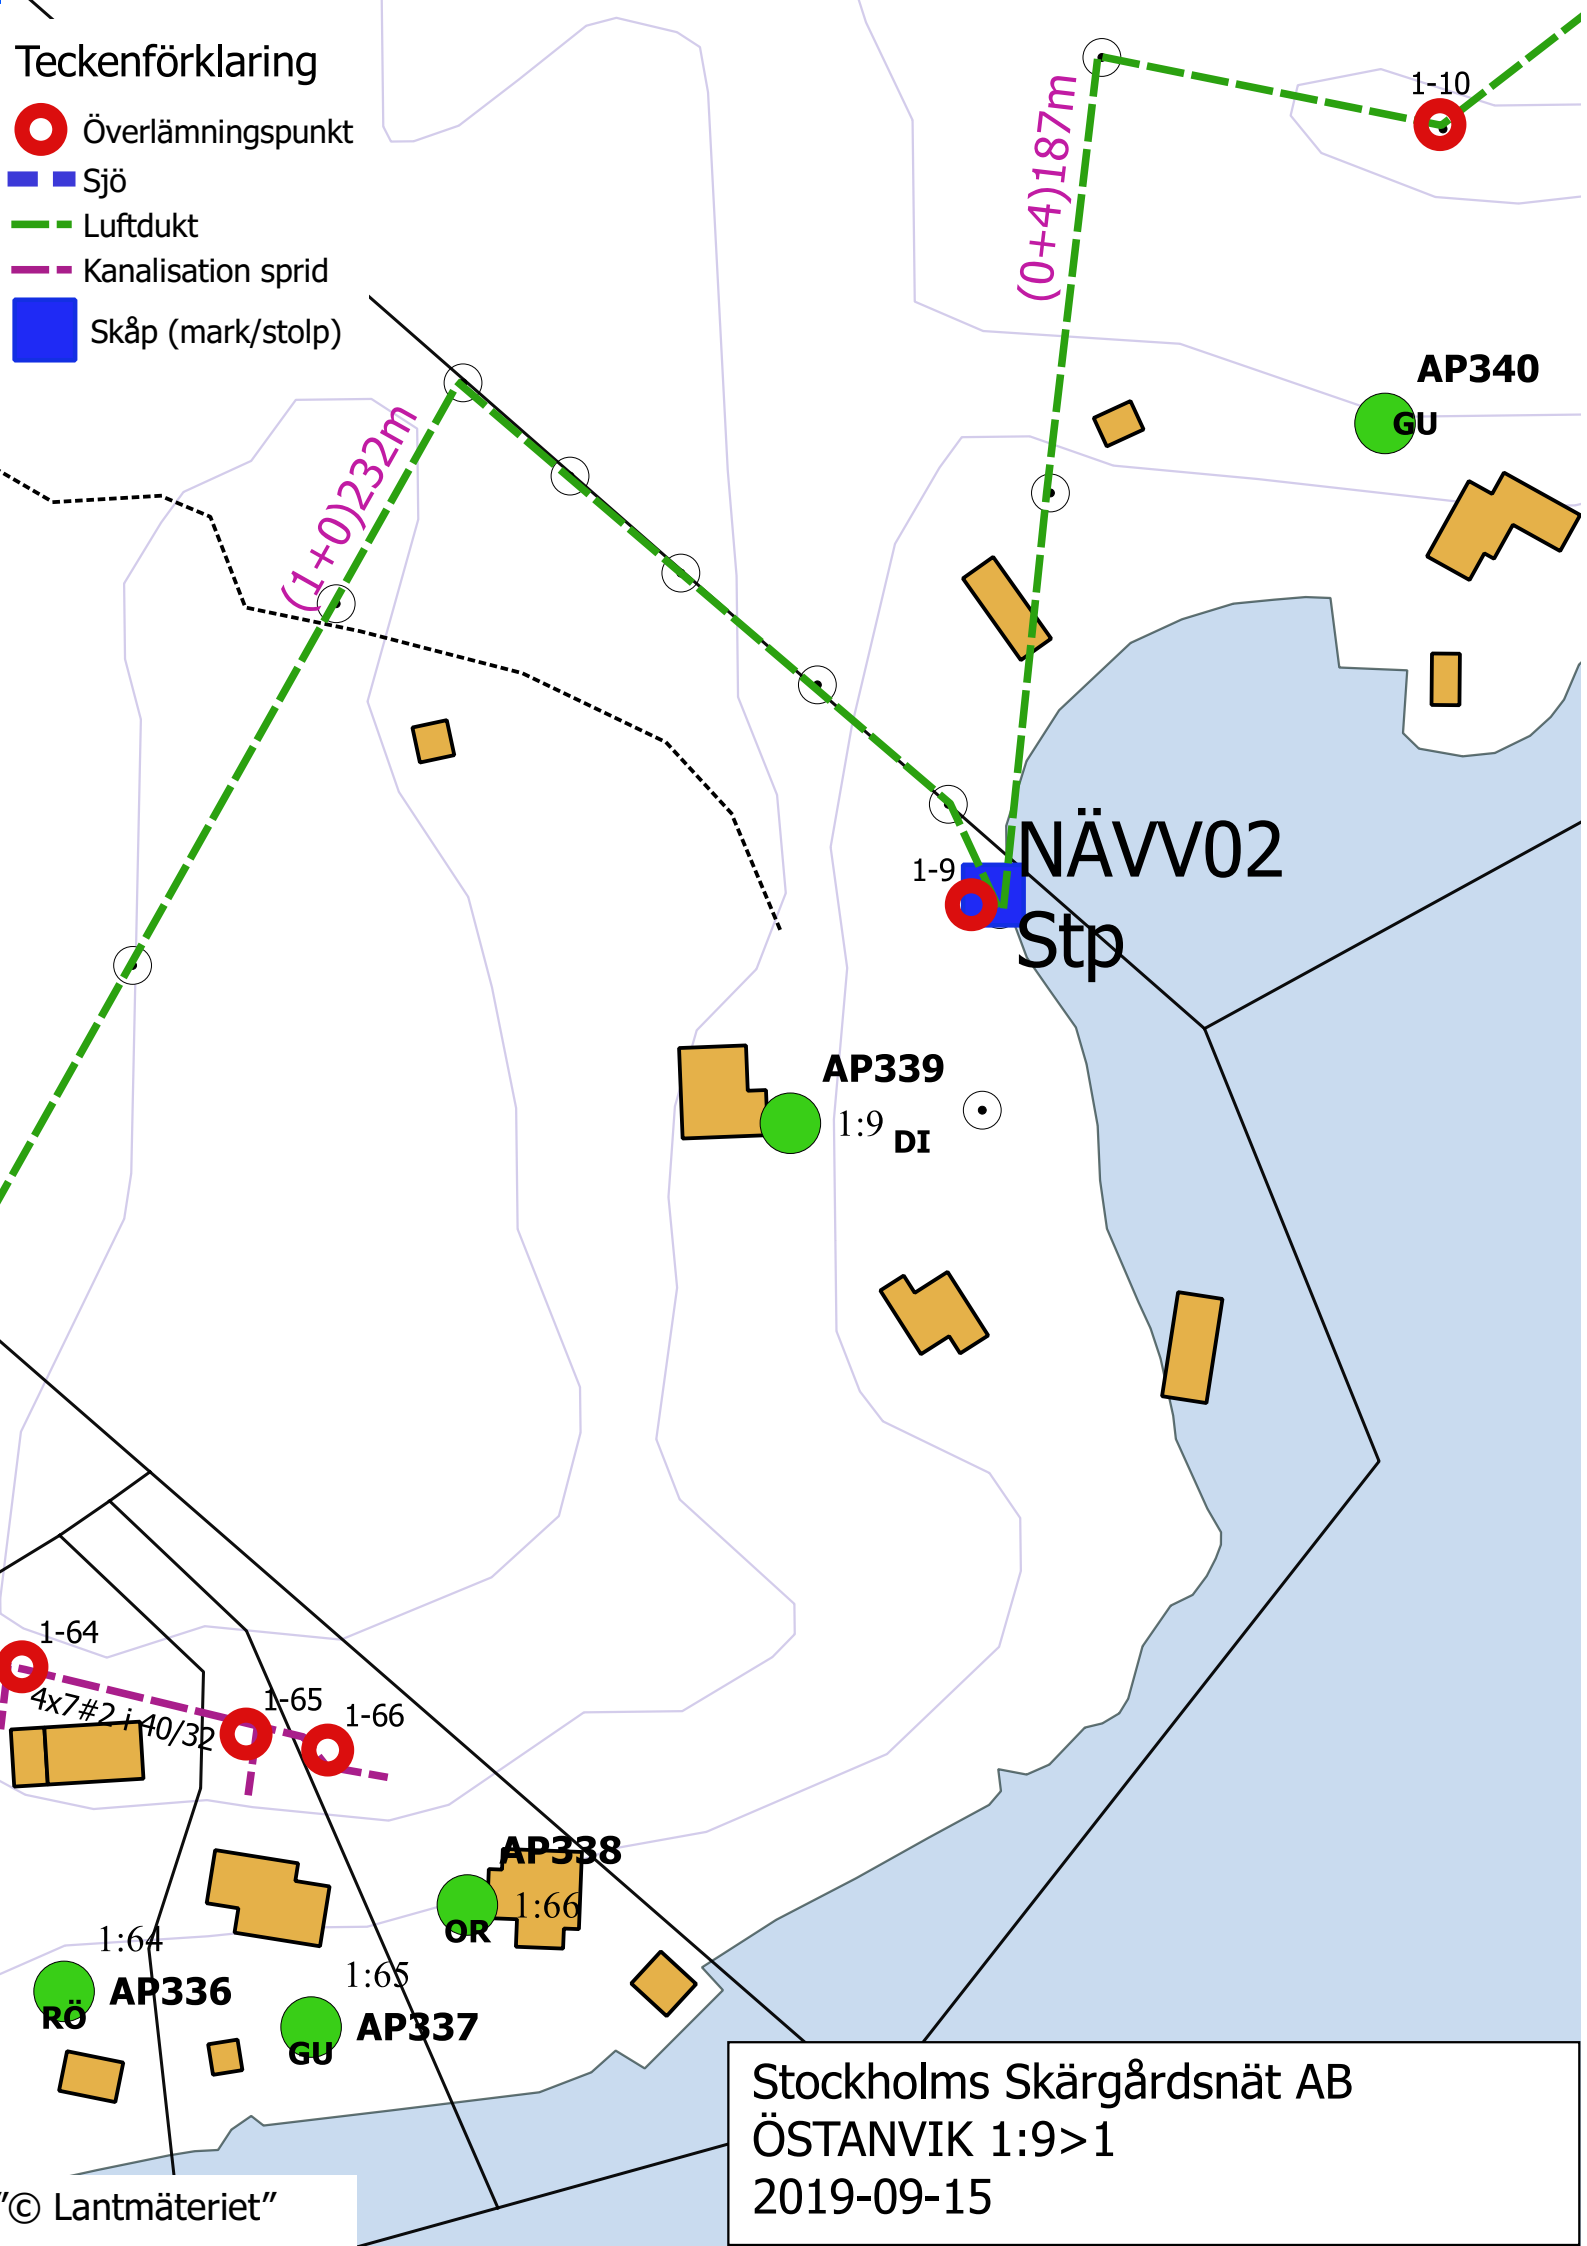 Teckenförklaring
Överlämningspunkt
Sjö
Luftdukt
Kanalisation sprid
Skåp (mark/stolp)
1-10
(0+4)187m
AP340
GU
(1+0)232m
NÄVV02
Stp
1-9
AP339
1:9
DI
1-64
4x7#2 i 40/32
1-65
1-66
AP338
1:66
OR
1:64
AP336
RÖ
1:65
AP337
GU
Stockholms Skärgårdsnät AB
ÖSTANVIK 1:9>1
2019-09-15
"© Lantmäteriet"